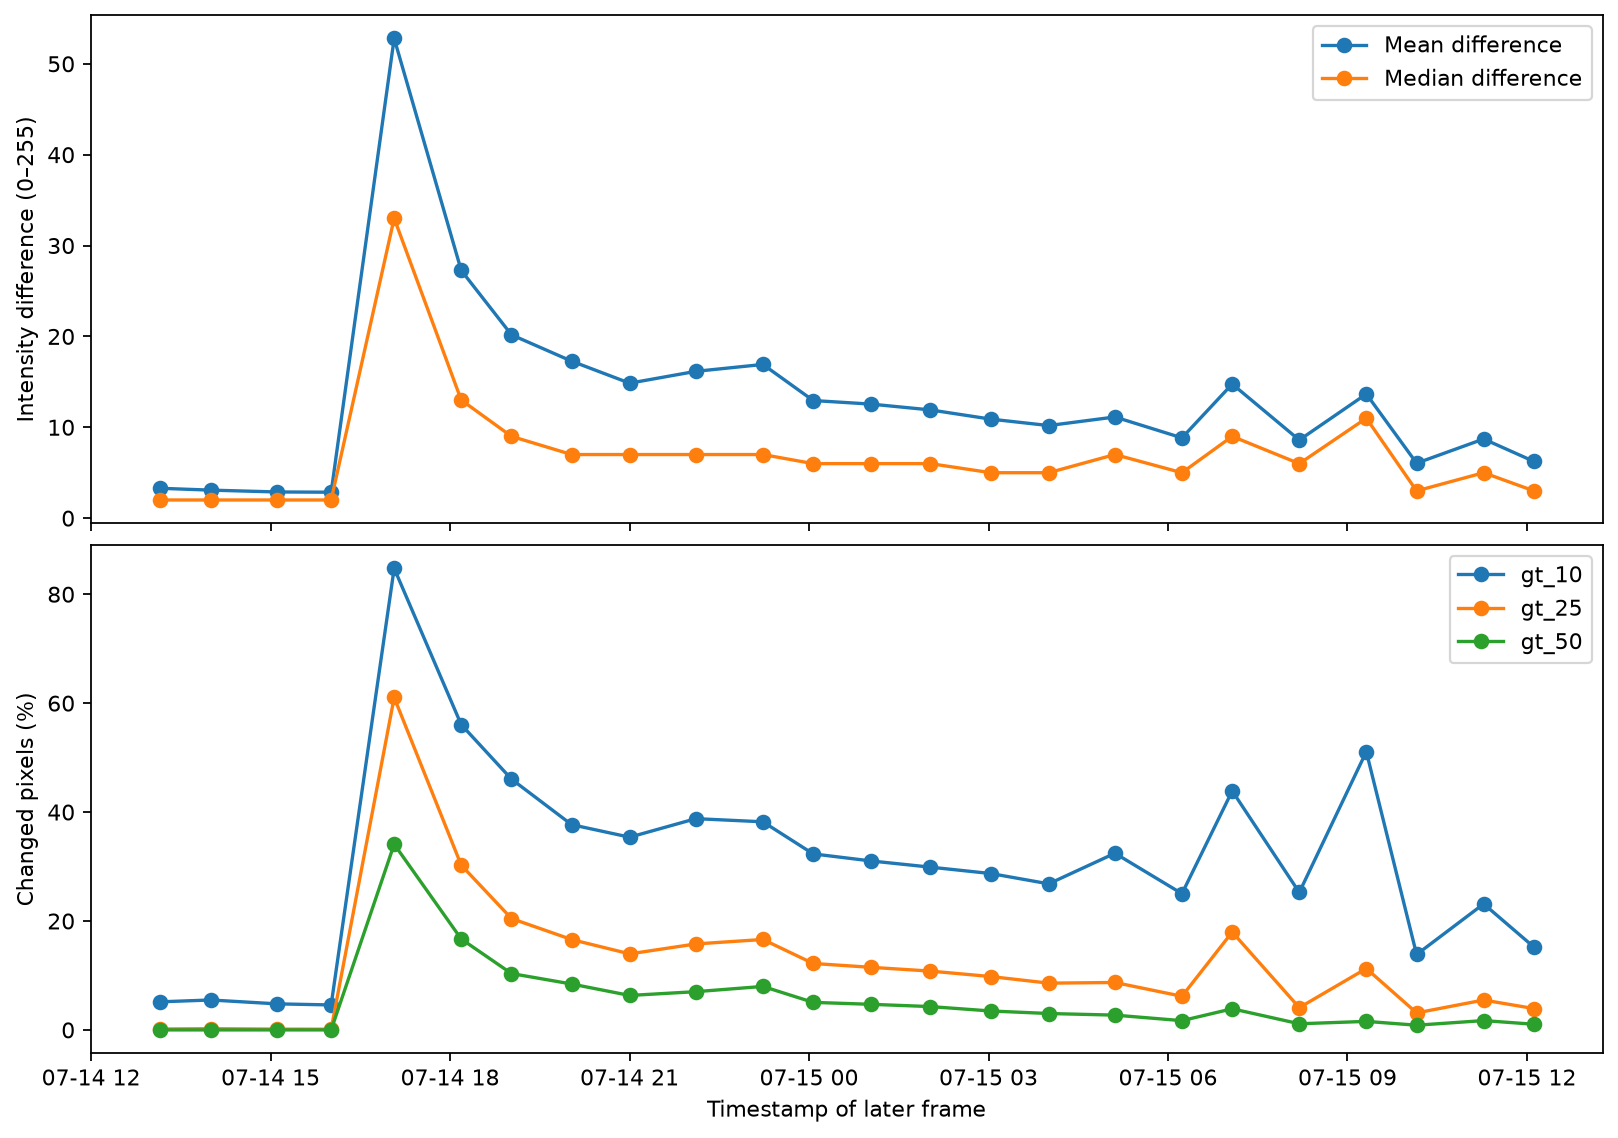 Mean difference
Median difference
50
40
30
20
10
0
Intensity difference (0–255)
gt_10
gt_25
gt_50
80
60
40
20
0
Changed pixels (%)
07-14 12
07-14 15
07-14 18
07-14 21
07-15 00
07-15 03
07-15 06
07-15 09
07-15 12
Timestamp of later frame